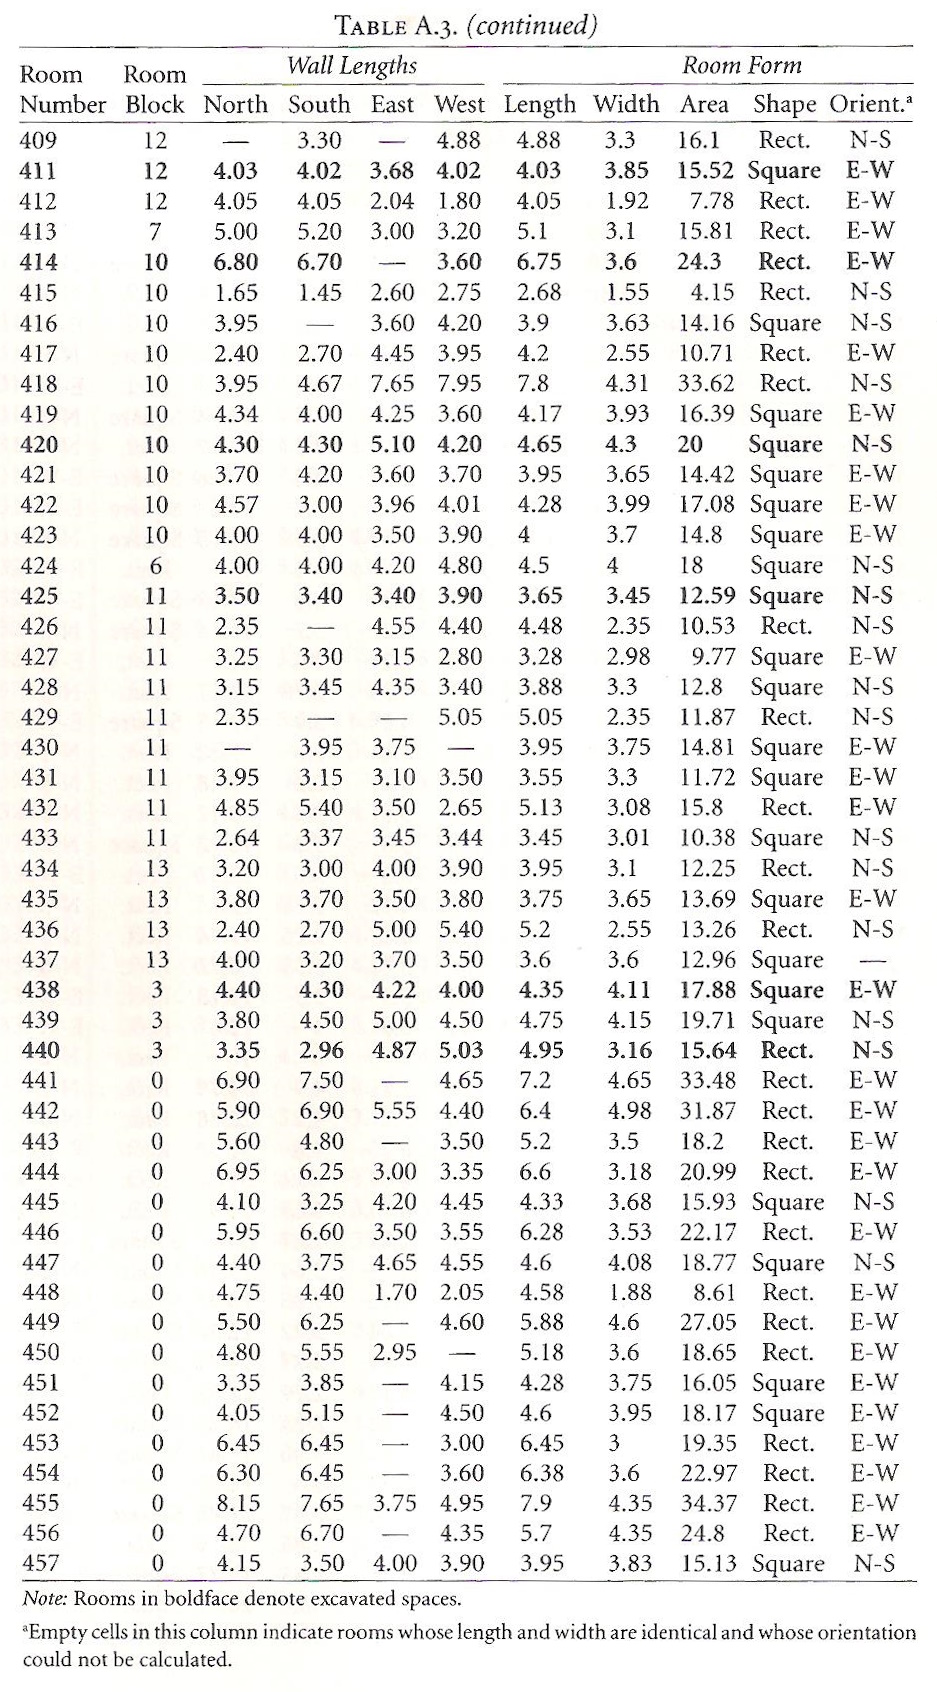 TABLE A.3. (continued)
Wall Lengths Room Form
Room Room
Number Block North South East West Length Width Area Shape Orient.ᵃ
409 12 — 3.30 — 4.88 4.88 3.3 16.1 Rect. N-S
411 12 4.03 4.02 3.68 4.02 4.03 3.85 15.52 Square E-W
412 12 4.05 4.05 2.04 1.80 4.05 1.92 7.78 Rect. E-W
413 7 5.00 5.20 3.00 3.20 5.1 3.1 15.81 Rect. E-W
414 10 6.80 6.70 — 3.60 6.75 3.6 24.3 Rect. E-W
415 10 1.65 1.45 2.60 2.75 2.68 1.55 4.15 Rect. N-S
416 10 3.95 — 3.60 4.20 3.9 3.63 14.16 Square N-S
417 10 2.40 2.70 4.45 3.95 4.2 2.55 10.71 Rect. E-W
418 10 3.95 4.67 7.65 7.95 7.8 4.31 33.62 Rect. N-S
419 10 4.34 4.00 4.25 3.60 4.17 3.93 16.39 Square E-W
420 10 4.30 4.30 5.10 4.20 4.65 4.3 20 Square N-S
421 10 3.70 4.20 3.60 3.70 3.95 3.65 14.42 Square E-W
422 10 4.57 3.00 3.96 4.01 4.28 3.99 17.08 Square E-W
423 10 4.00 4.00 3.50 3.90 4 3.7 14.8 Square E-W
424 6 4.00 4.00 4.20 4.80 4.5 4 18 Square N-S
425 11 3.50 3.40 3.40 3.90 3.65 3.45 12.59 Square N-S
426 11 2.35 — 4.55 4.40 4.48 2.35 10.53 Rect. N-S
427 11 3.25 3.30 3.15 2.80 3.28 2.98 9.77 Square E-W
428 11 3.15 3.45 4.35 3.40 3.88 3.3 12.8 Square N-S
429 11 2.35 — — 5.05 5.05 2.35 11.87 Rect. N-S
430 11 — 3.95 3.75 — 3.95 3.75 14.81 Square E-W
431 11 3.95 3.15 3.10 3.50 3.55 3.3 11.72 Square E-W
432 11 4.85 5.40 3.50 2.65 5.13 3.08 15.8 Rect. E-W
433 11 2.64 3.37 3.45 3.44 3.45 3.01 10.38 Square N-S
434 13 3.20 3.00 4.00 3.90 3.95 3.1 12.25 Rect. N-S
435 13 3.80 3.70 3.50 3.80 3.75 3.65 13.69 Square E-W
436 13 2.40 2.70 5.00 5.40 5.2 2.55 13.26 Rect. N-S
437 13 4.00 3.20 3.70 3.50 3.6 3.6 12.96 Square —
438 3 4.40 4.30 4.22 4.00 4.35 4.11 17.88 Square E-W
439 3 3.80 4.50 5.00 4.50 4.75 4.15 19.71 Square N-S
440 3 3.35 2.96 4.87 5.03 4.95 3.16 15.64 Rect. N-S
441 0 6.90 7.50 — 4.65 7.2 4.65 33.48 Rect. E-W
442 0 5.90 6.90 5.55 4.40 6.4 4.98 31.87 Rect. E-W
443 0 5.60 4.80 — 3.50 5.2 3.5 18.2 Rect. E-W
444 0 6.95 6.25 3.00 3.35 6.6 3.18 20.99 Rect. E-W
445 0 4.10 3.25 4.20 4.45 4.33 3.68 15.93 Square N-S
446 0 5.95 6.60 3.50 3.55 6.28 3.53 22.17 Rect. E-W
447 0 4.40 3.75 4.65 4.55 4.6 4.08 18.77 Square N-S
448 0 4.75 4.40 1.70 2.05 4.58 1.88 8.61 Rect. E-W
449 0 5.50 6.25 — 4.60 5.88 4.6 27.05 Rect. E-W
450 0 4.80 5.55 2.95 — 5.18 3.6 18.65 Rect. E-W
451 0 3.35 3.85 — 4.15 4.28 3.75 16.05 Square E-W
452 0 4.05 5.15 — 4.50 4.6 3.95 18.17 Square E-W
453 0 6.45 6.45 — 3.00 6.45 3 19.35 Rect. E-W
454 0 6.30 6.45 — 3.60 6.38 3.6 22.97 Rect. E-W
455 0 8.15 7.65 3.75 4.95 7.9 4.35 34.37 Rect. E-W
456 0 4.70 6.70 — 4.35 5.7 4.35 24.8 Rect. E-W
457 0 4.15 3.50 4.00 3.90 3.95 3.83 15.13 Square N-S
Note: Rooms in boldface denote excavated spaces.
ᵃEmpty cells in this column indicate rooms whose length and width are identical and whose orientation
could not be calculated.